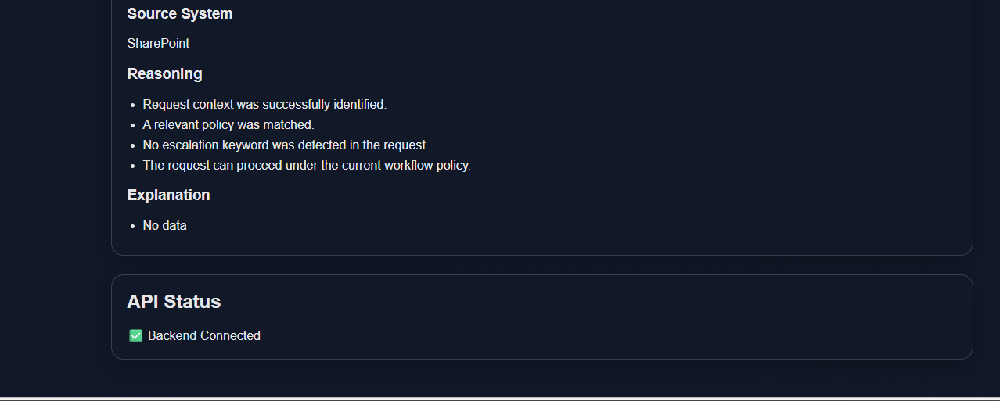 Source System
SharePoint
Reasoning
Request context was successfully identified.
A relevant policy was matched.
No escalation keyword was detected in the request.
The request can proceed under the current workflow policy.
Explanation
No data
API Status
✅ Backend Connected